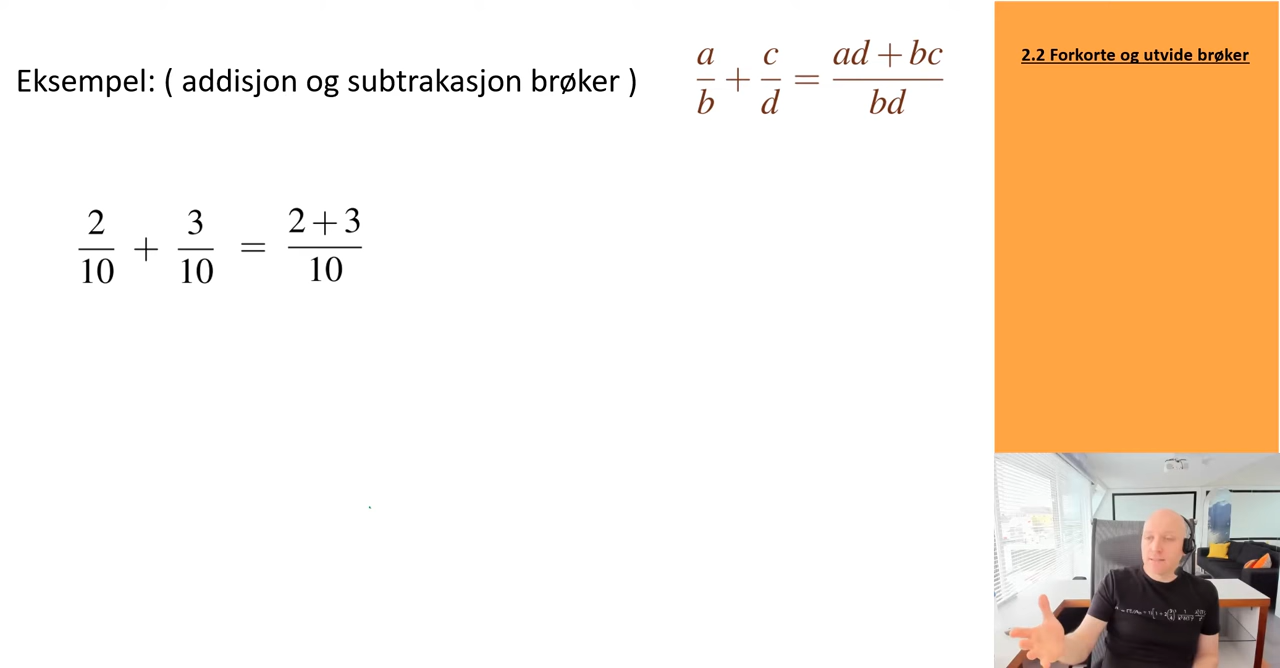 Eksempel: ( addisjon og subtrakasjon brøker )
a/b + c/d = ad + bc/bd
2.2 Forkorte og utvide brøker
2/10 + 3/10 = 2+3/10